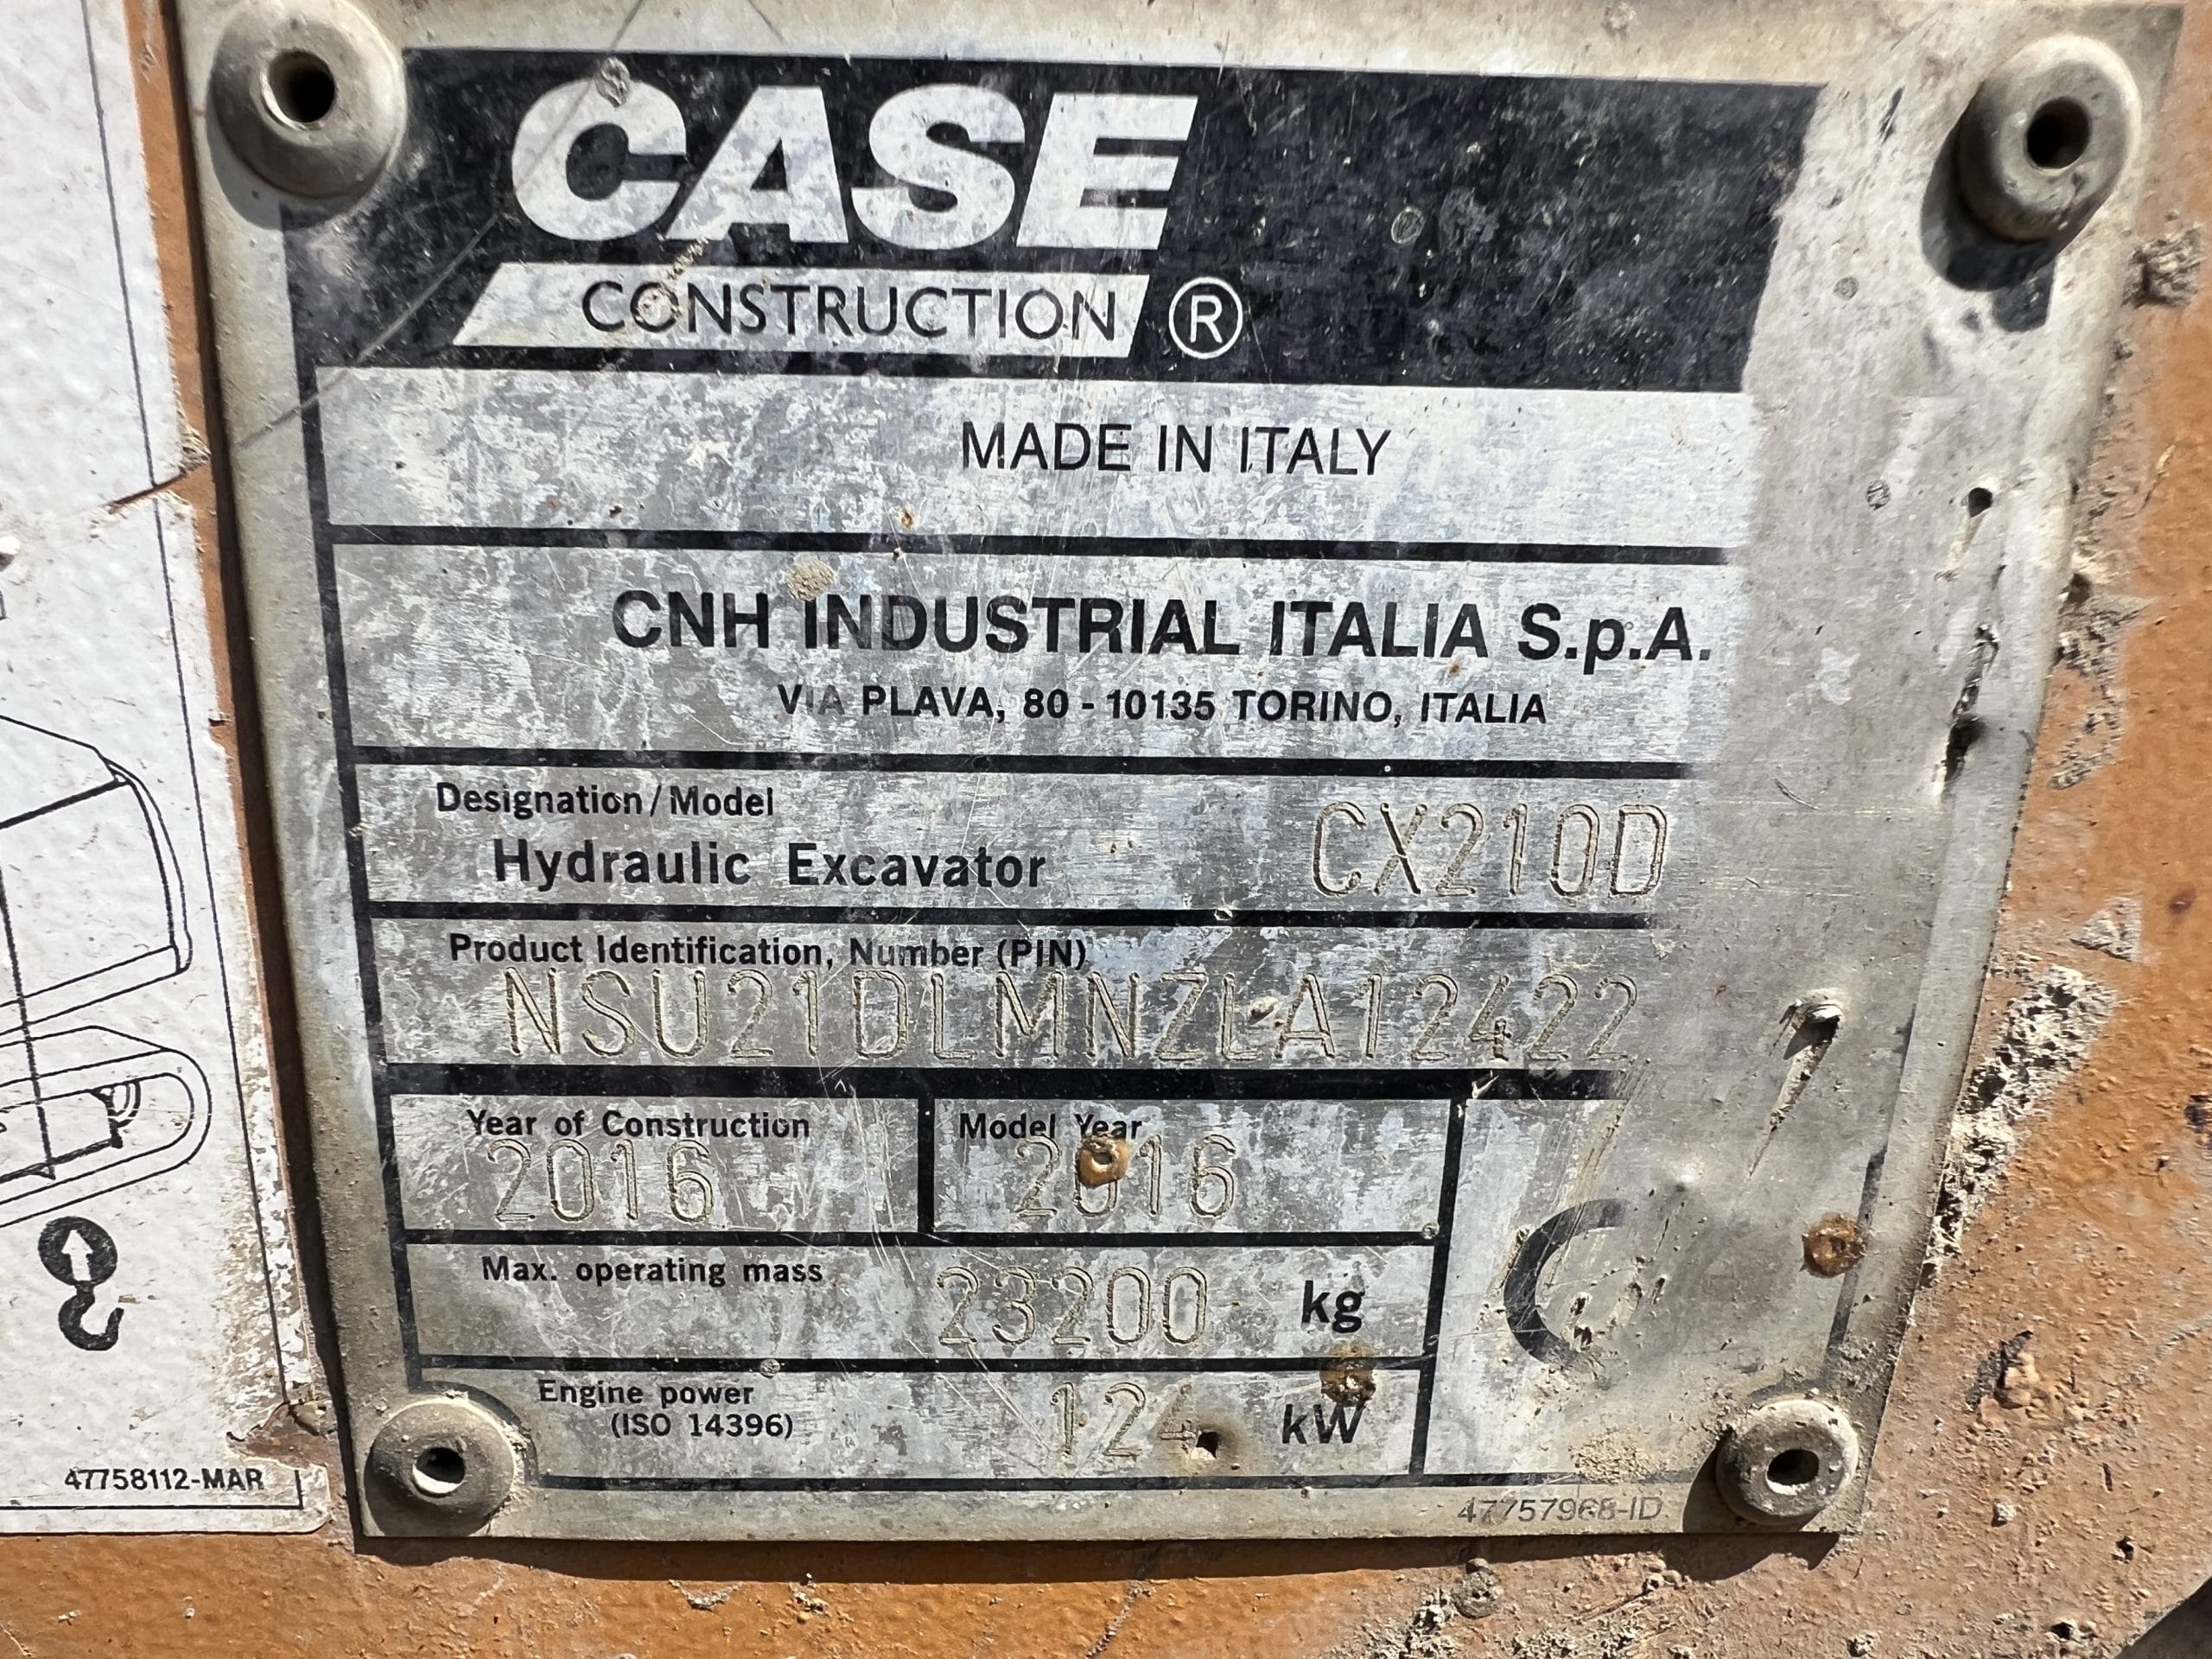 CASE
CONSTRUCTION ®
MADE IN ITALY
CNH INDUSTRIAL ITALIA S.p.A.
VIA PLAVA, 80 - 10135 TORINO, ITALIA
Designation/Model
Hydraulic Excavator CX210D
Product Identification Number (PIN)
NSU21DLMNZLA12422
Year of Construction
2016
Model Year
2016
Max. operating mass 23200 kg
Engine power
(ISO 14396) 124 kW
47757968-ID
47758112-MAR